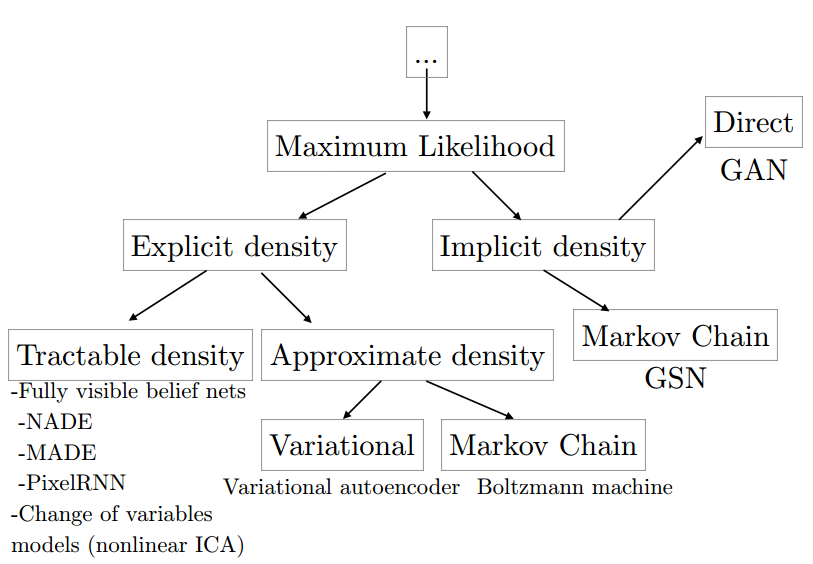 ...
Maximum Likelihood
Direct
GAN
Explicit density
Implicit density
Markov Chain
GSN
Tractable density
-Fully visible belief nets
-NADE
-MADE
-PixelRNN
-Change of variables
models (nonlinear ICA)
Approximate density
Variational
Variational autoencoder
Markov Chain
Boltzmann machine